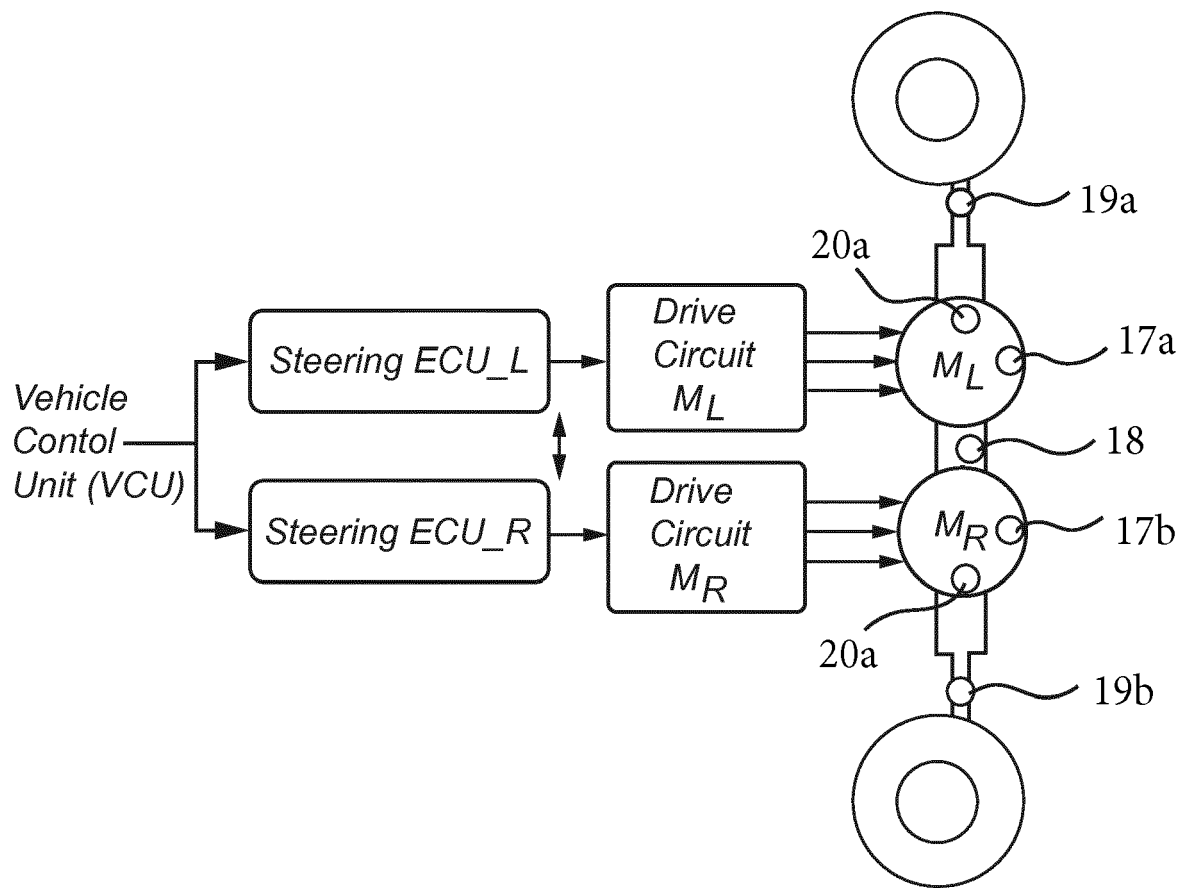 19a
20a
17a
Drive
Circuit
M_L
Steering ECU_L
M_L
Vehicle
Contol
Unit (VCU)
18
Drive
Circuit
M_R
Steering ECU_R
M_R
17b
20a
19b